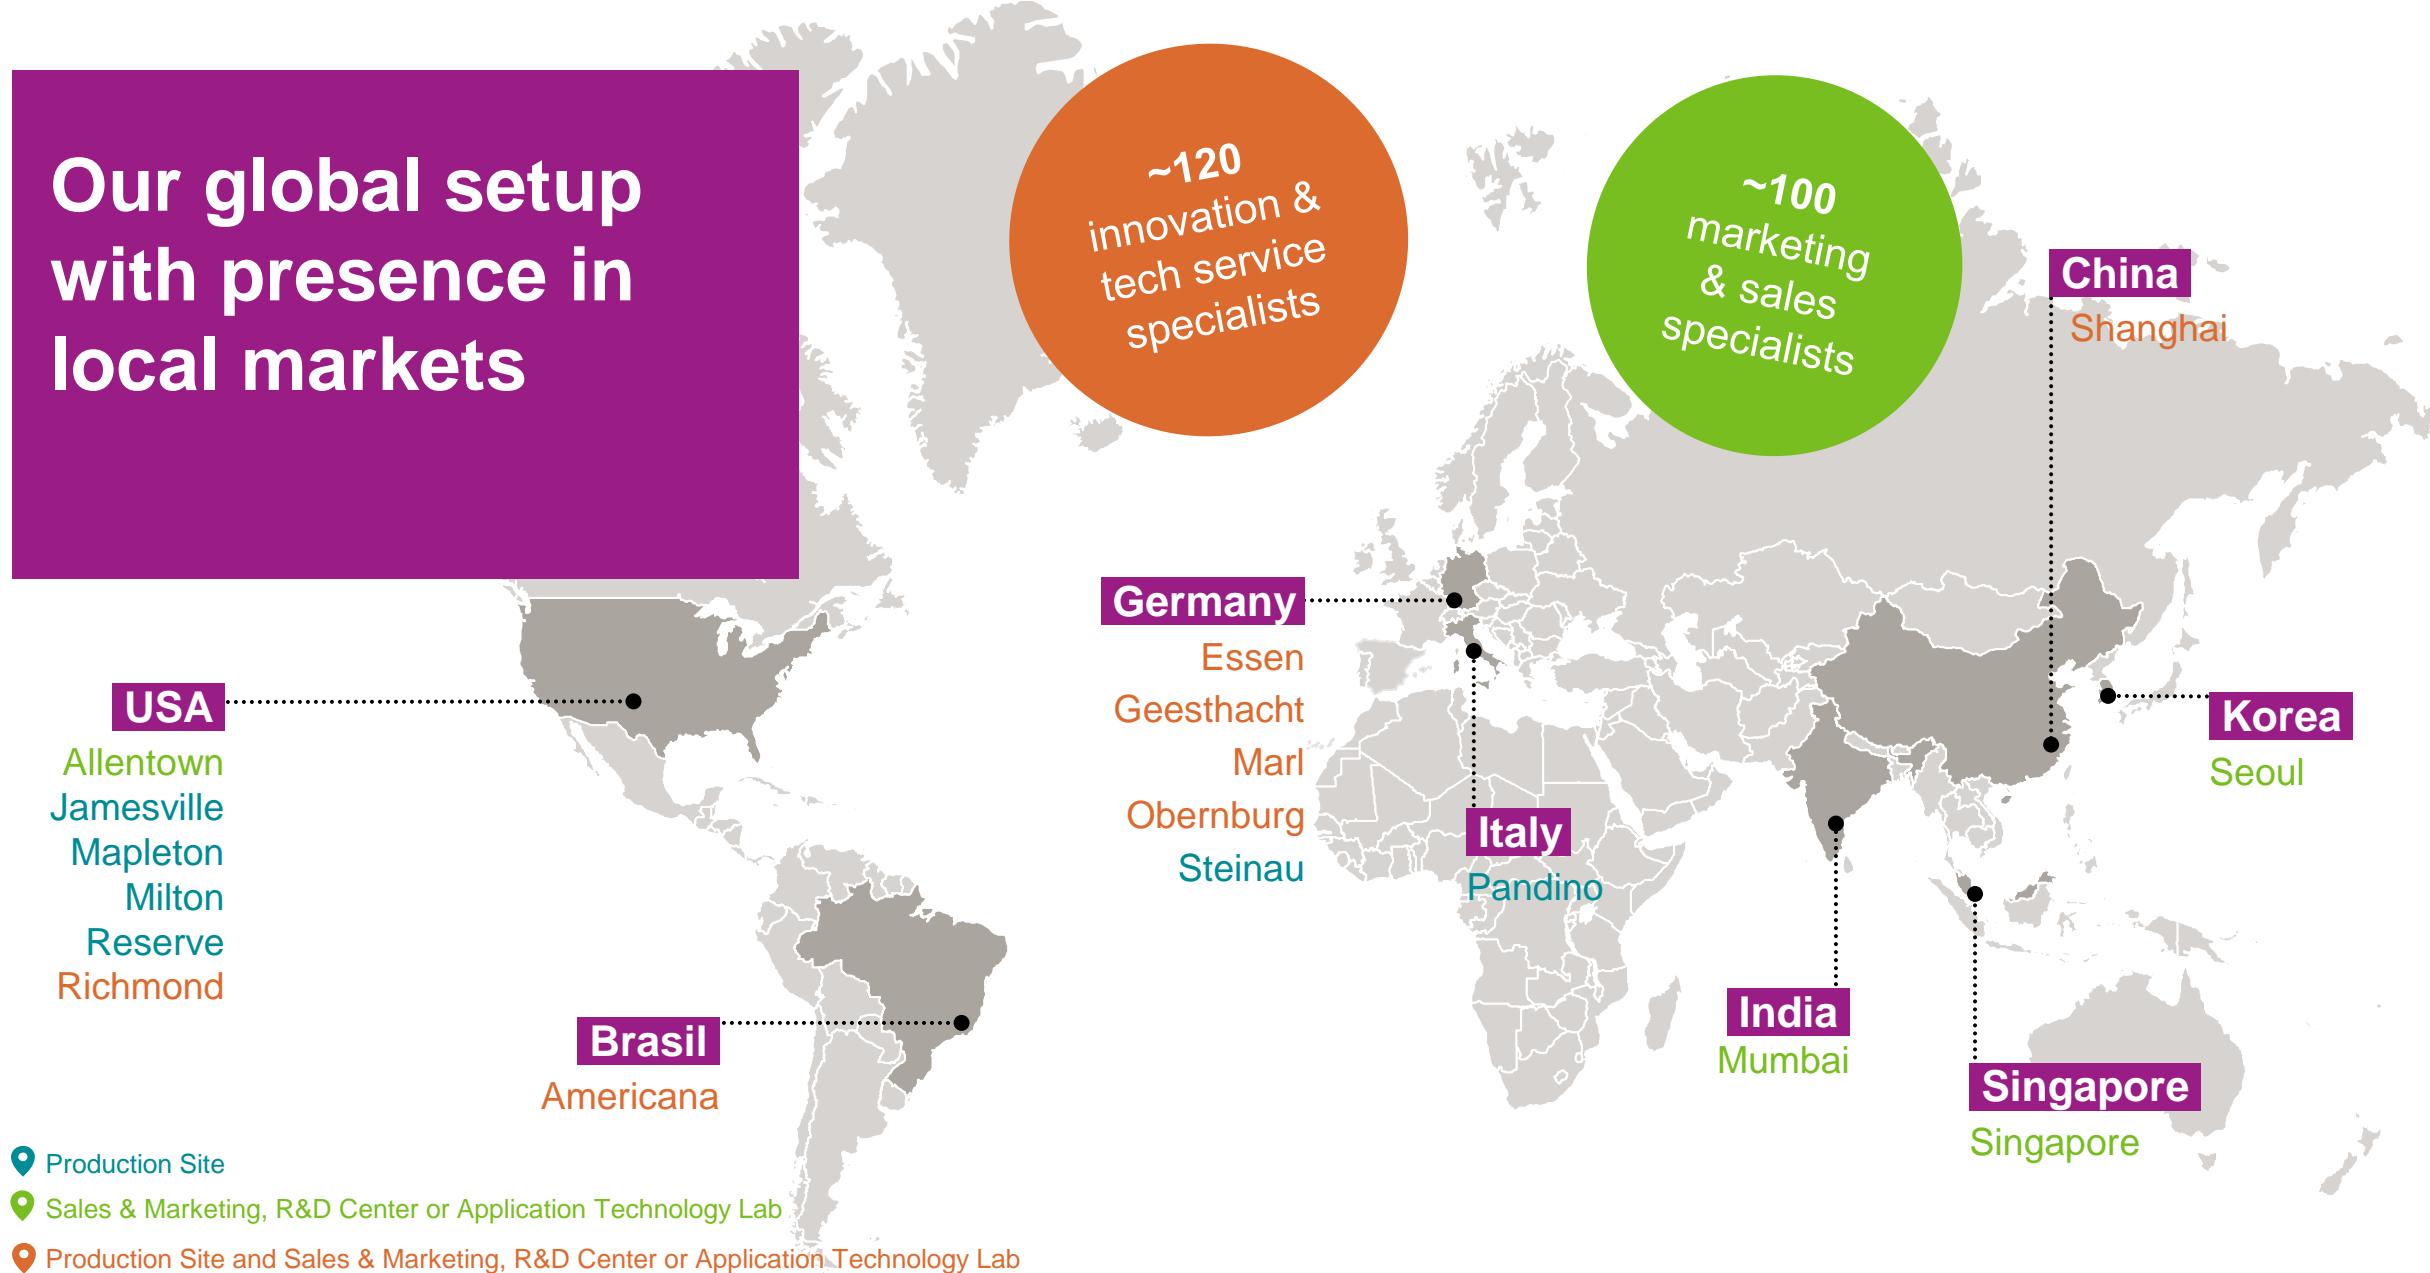 Our global setup
with presence in
local markets
~120
innovation &
tech service
specialists
~100
marketing
& sales
specialists
China
Shanghai
Germany
Essen
Geesthacht
Marl
Obernburg
Steinau
USA
Allentown
Jamesville
Mapleton
Milton
Reserve
Richmond
Korea
Seoul
Italy
Pandino
Brasil
Americana
India
Mumbai
Singapore
Singapore
Production Site
Sales & Marketing, R&D Center or Application Technology Lab
Production Site and Sales & Marketing, R&D Center or Application Technology Lab